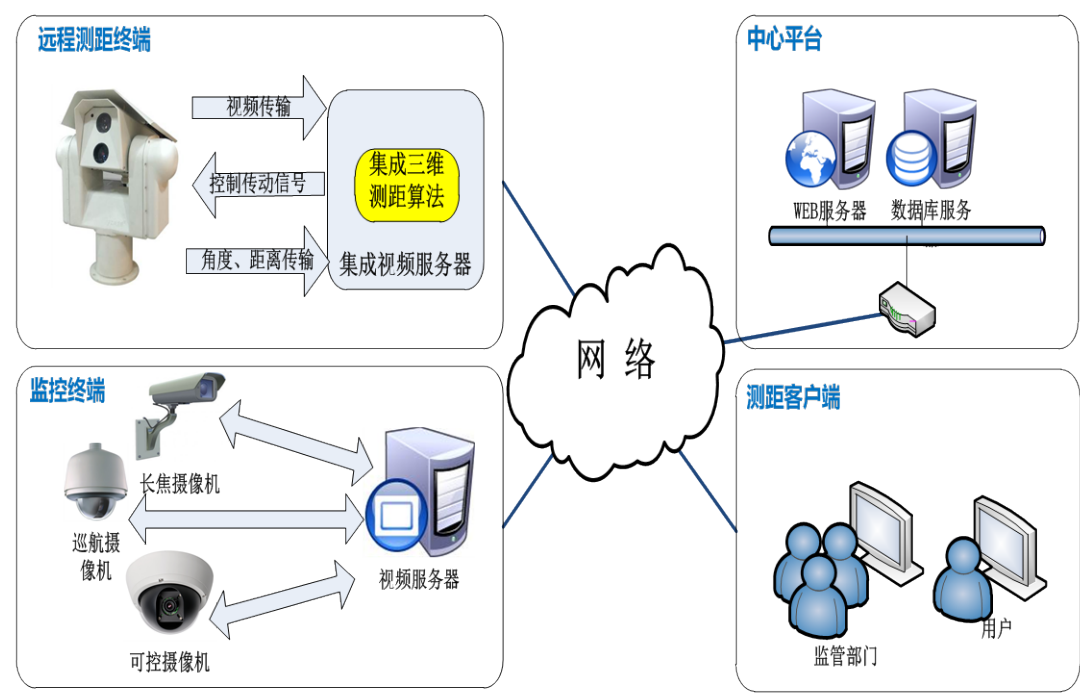 远程测距终端
视频传输
控制传动信号
角度、距离传输
集成三维
测距算法
集成视频服务器
中心平台
WEB服务器
数据库服务
网 络
监控终端
长焦摄像机
巡航摄
像机
可控摄像机
视频服务器
测距客户端
监管部门
用户